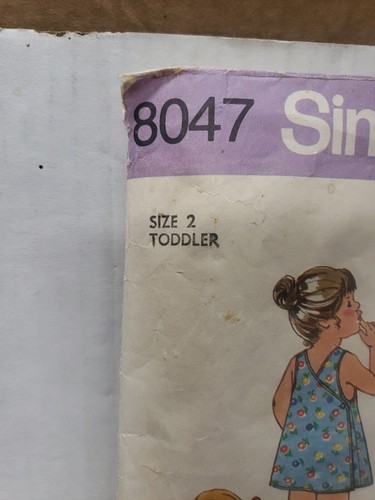 8047 Sim
SIZE 2
TODDLER